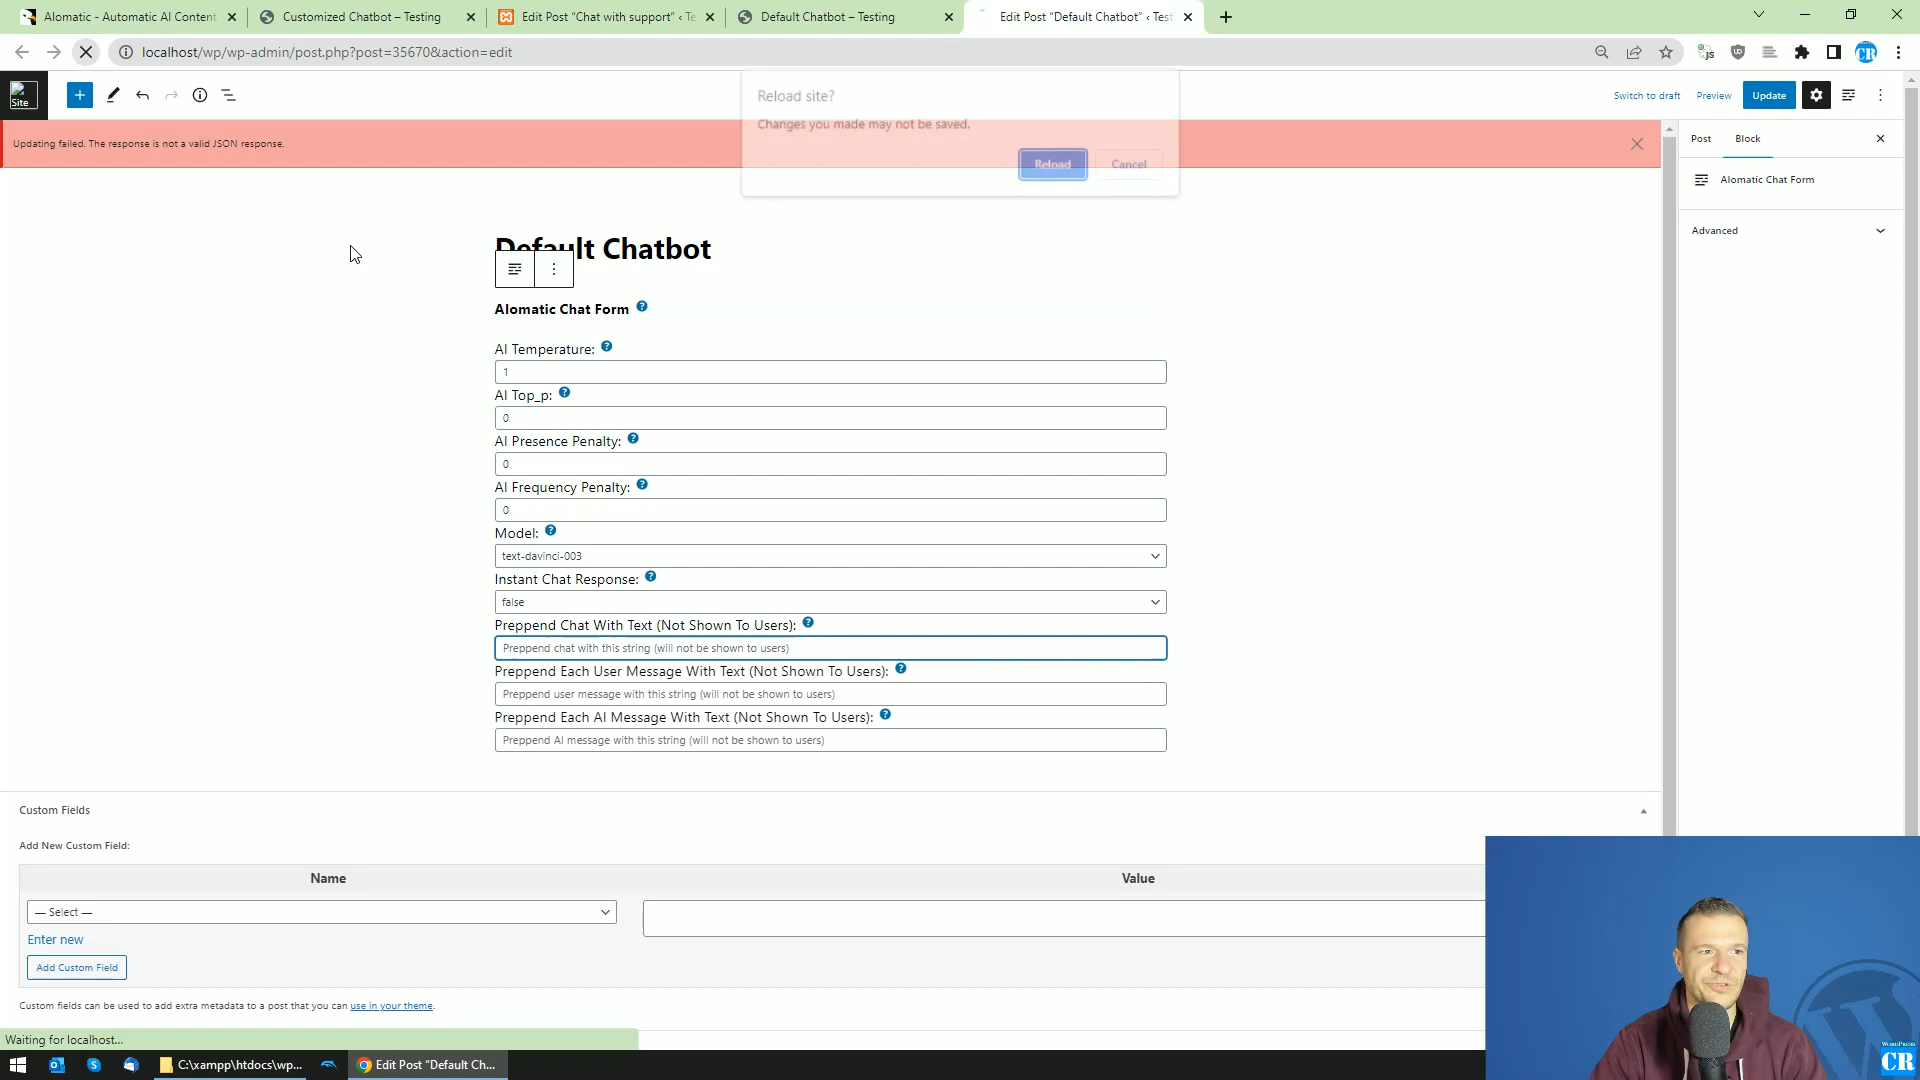 AIomatic - Automatic AI Content
Customized Chatbot – Testing
Edit Post “Chat with support” ‹ Te
Default Chatbot – Testing
Edit Post “Default Chatbot” ‹ Test
localhost/wp/wp-admin/post.php?post=35670&action=edit
Site
Switch to draft
Preview
Update
Reload site?
Changes you made may not be saved.
Reload
Cancel
Updating failed. The response is not a valid JSON response.
Post
Block
AIomatic Chat Form
Advanced
Default Chatbot
AIomatic Chat Form
AI Temperature:
1
AI Top_p:
0
AI Presence Penalty:
0
AI Frequency Penalty:
0
Model:
text-davinci-003
Instant Chat Response:
false
Preppend Chat With Text (Not Shown To Users):
Preppend chat with this string (will not be shown to users)
Preppend Each User Message With Text (Not Shown To Users):
Preppend user message with this string (will not be shown to users)
Preppend Each AI Message With Text (Not Shown To Users):
Preppend AI message with this string (will not be shown to users)
Custom Fields
Add New Custom Field:
Name
Value
— Select —
Enter new
Add Custom Field
Custom fields can be used to add extra metadata to a post that you can use in your theme.
Waiting for localhost...
C:\xampp\htdocs\wp...
Edit Post “Default Ch...
WORDPRESS
CR